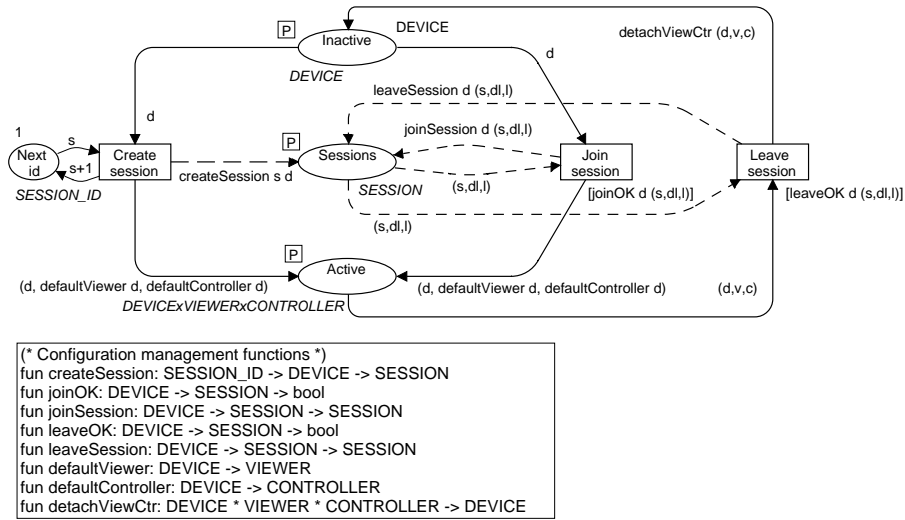 P
Inactive
DEVICE
detachViewCtr (d,v,c)
DEVICE
d
leaveSession d (s,dl,l)
d
1
Next
id
s
s+1
SESSION_ID
Create
session
P
Sessions
SESSION
createSession s d
joinSession d (s,dl,l)
(s,dl,l)
Join
session
[joinOK d (s,dl,l)]
Leave
session
[leaveOK d (s,dl,l)]
(s,dl,l)
P
Active
(d, defaultViewer d, defaultController d)
(d, defaultViewer d, defaultController d)
(d,v,c)
DEVICExVIEWERxCONTROLLER
(* Configuration management functions *)
fun createSession: SESSION_ID -> DEVICE -> SESSION
fun joinOK: DEVICE -> SESSION -> bool
fun joinSession: DEVICE -> SESSION -> SESSION
fun leaveOK: DEVICE -> SESSION -> bool
fun leaveSession: DEVICE -> SESSION -> SESSION
fun defaultViewer: DEVICE -> VIEWER
fun defaultController: DEVICE -> CONTROLLER
fun detachViewCtr: DEVICE * VIEWER * CONTROLLER -> DEVICE